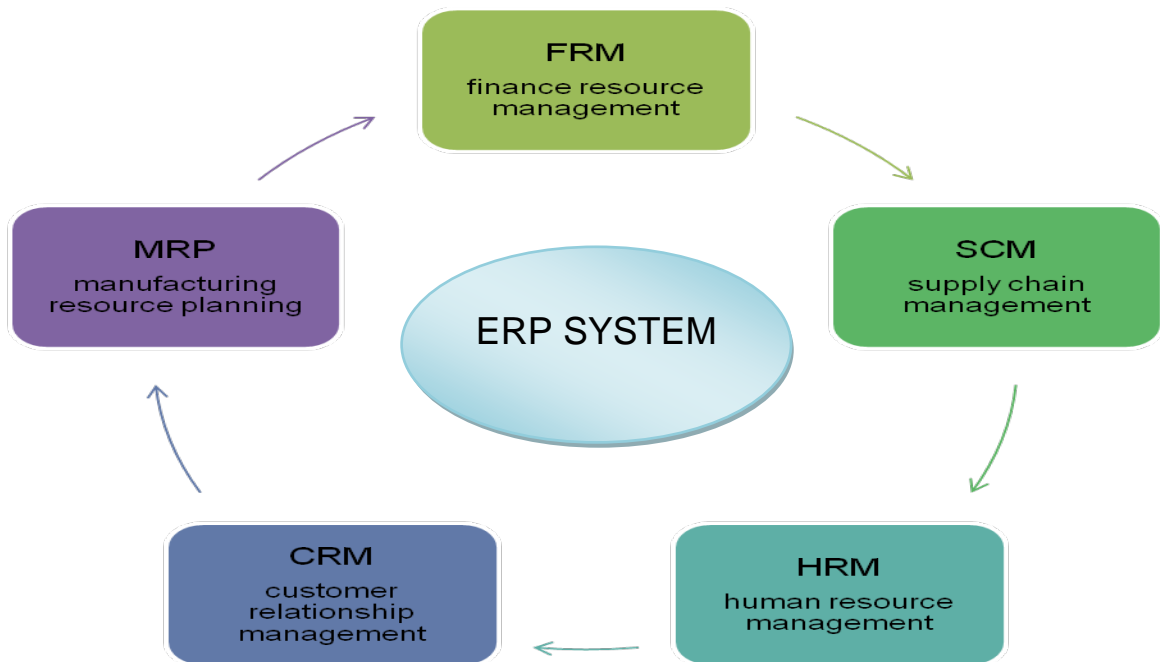 FRM
finance resource
management
SCM
supply chain
management
HRM
human resource
management
CRM
customer
relationship
management
MRP
manufacturing
resource planning
ERP SYSTEM